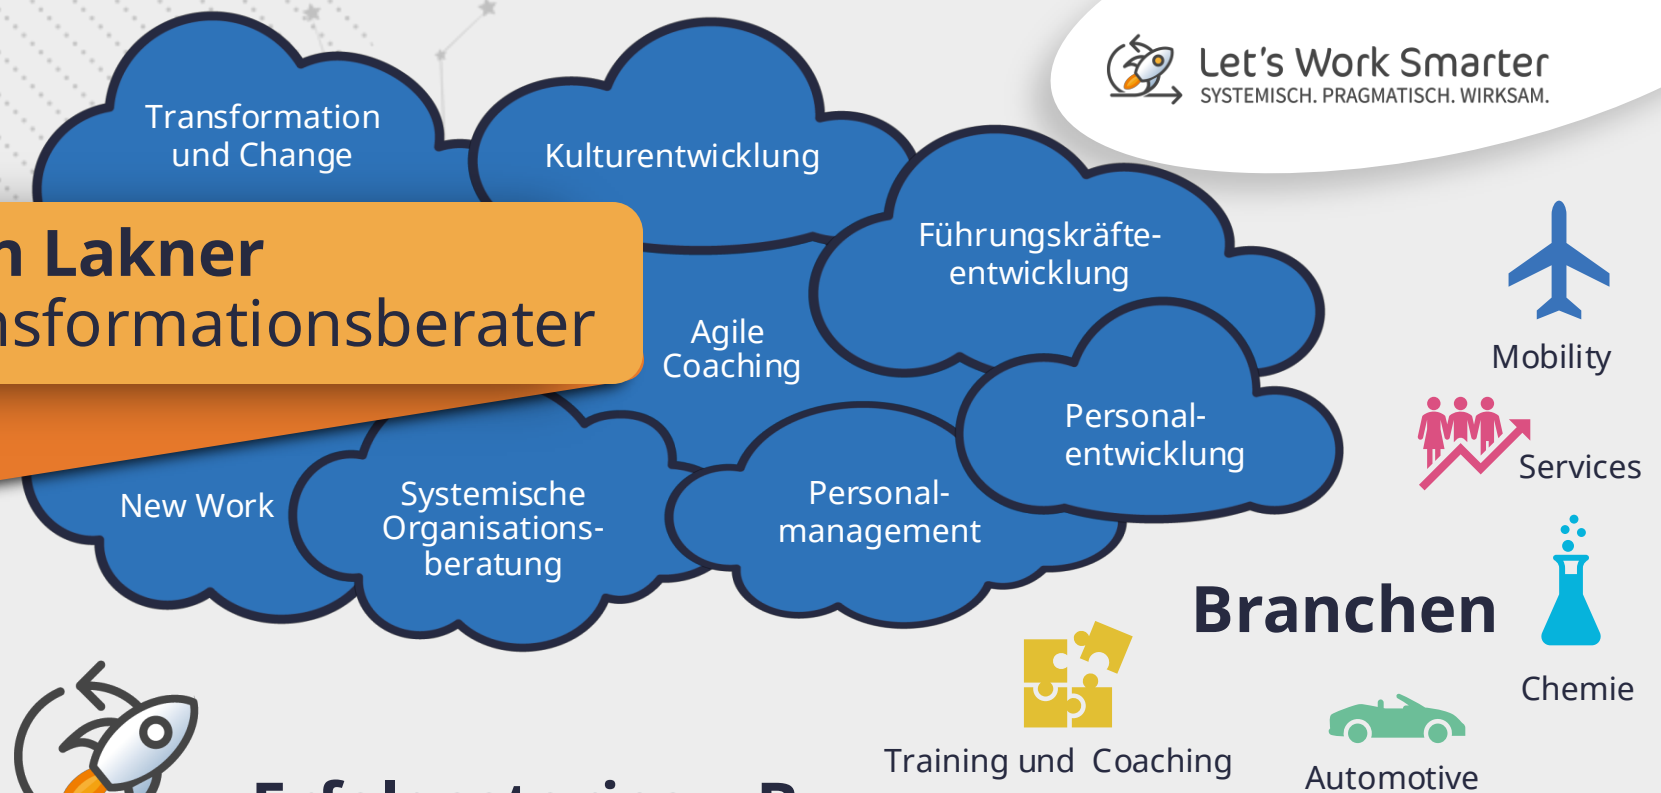 Let's Work Smarter
SYSTEMISCH. PRAGMATISCH. WIRKSAM.
Transformation
und Change
Kulturentwicklung
Führungskräfte-
entwicklung
Lakner
Agile
Coaching
Personal-
entwicklung
New Work
Systemische
Organisations-
beratung
Personal-
management
Mobility
Services
Branchen
Chemie
Training und Coaching
Automotive